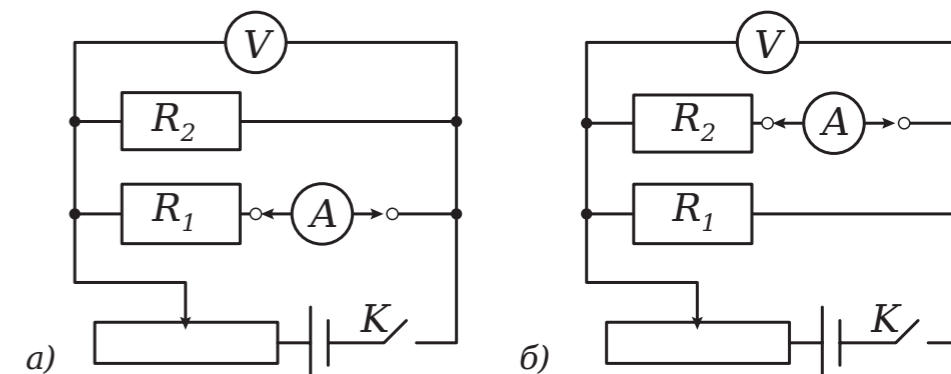 V V
R2 R2 A
R1 A R1
K K
а) б)